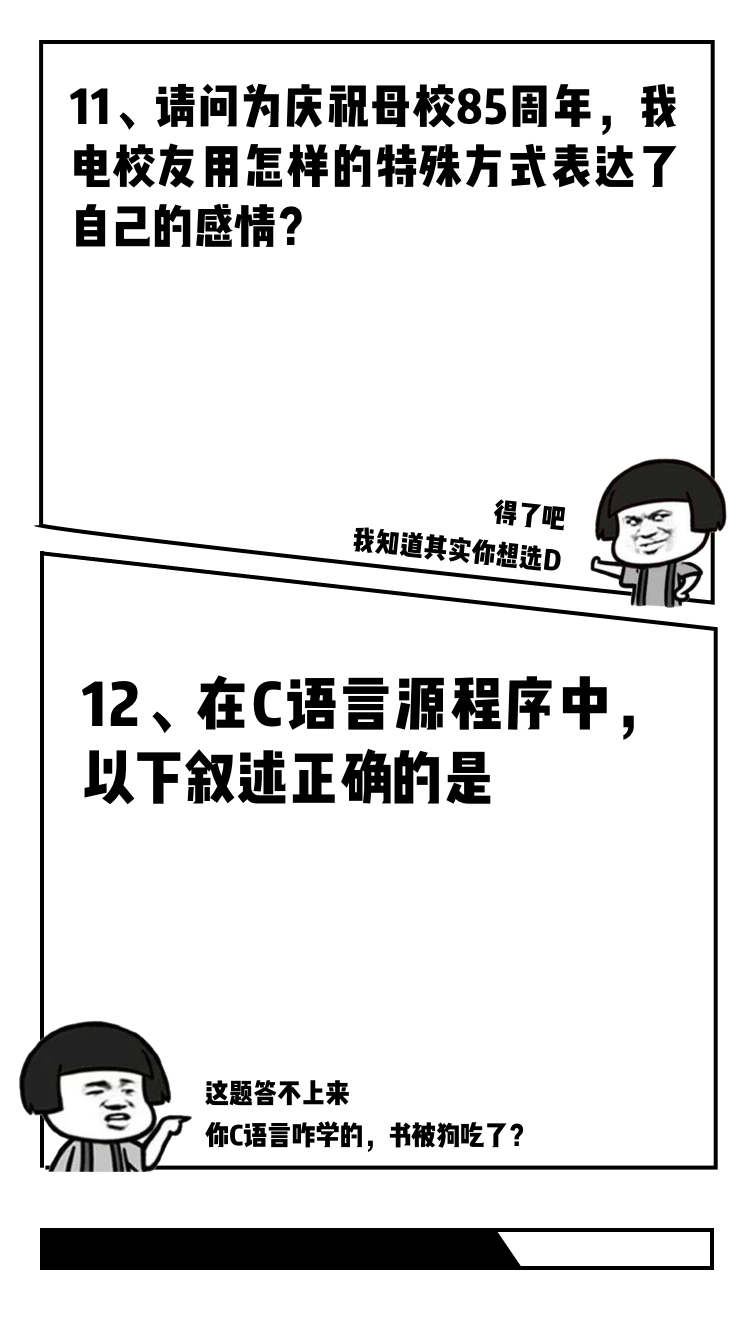 11、请问为庆祝母校85周年，我
电校友用怎样的特殊方式表达了
自己的感情？
得了吧
我知道其实你想选D
12、在C语言源程序中，
以下叙述正确的是
这题答不上来
你C语言咋学的，书被狗吃了？